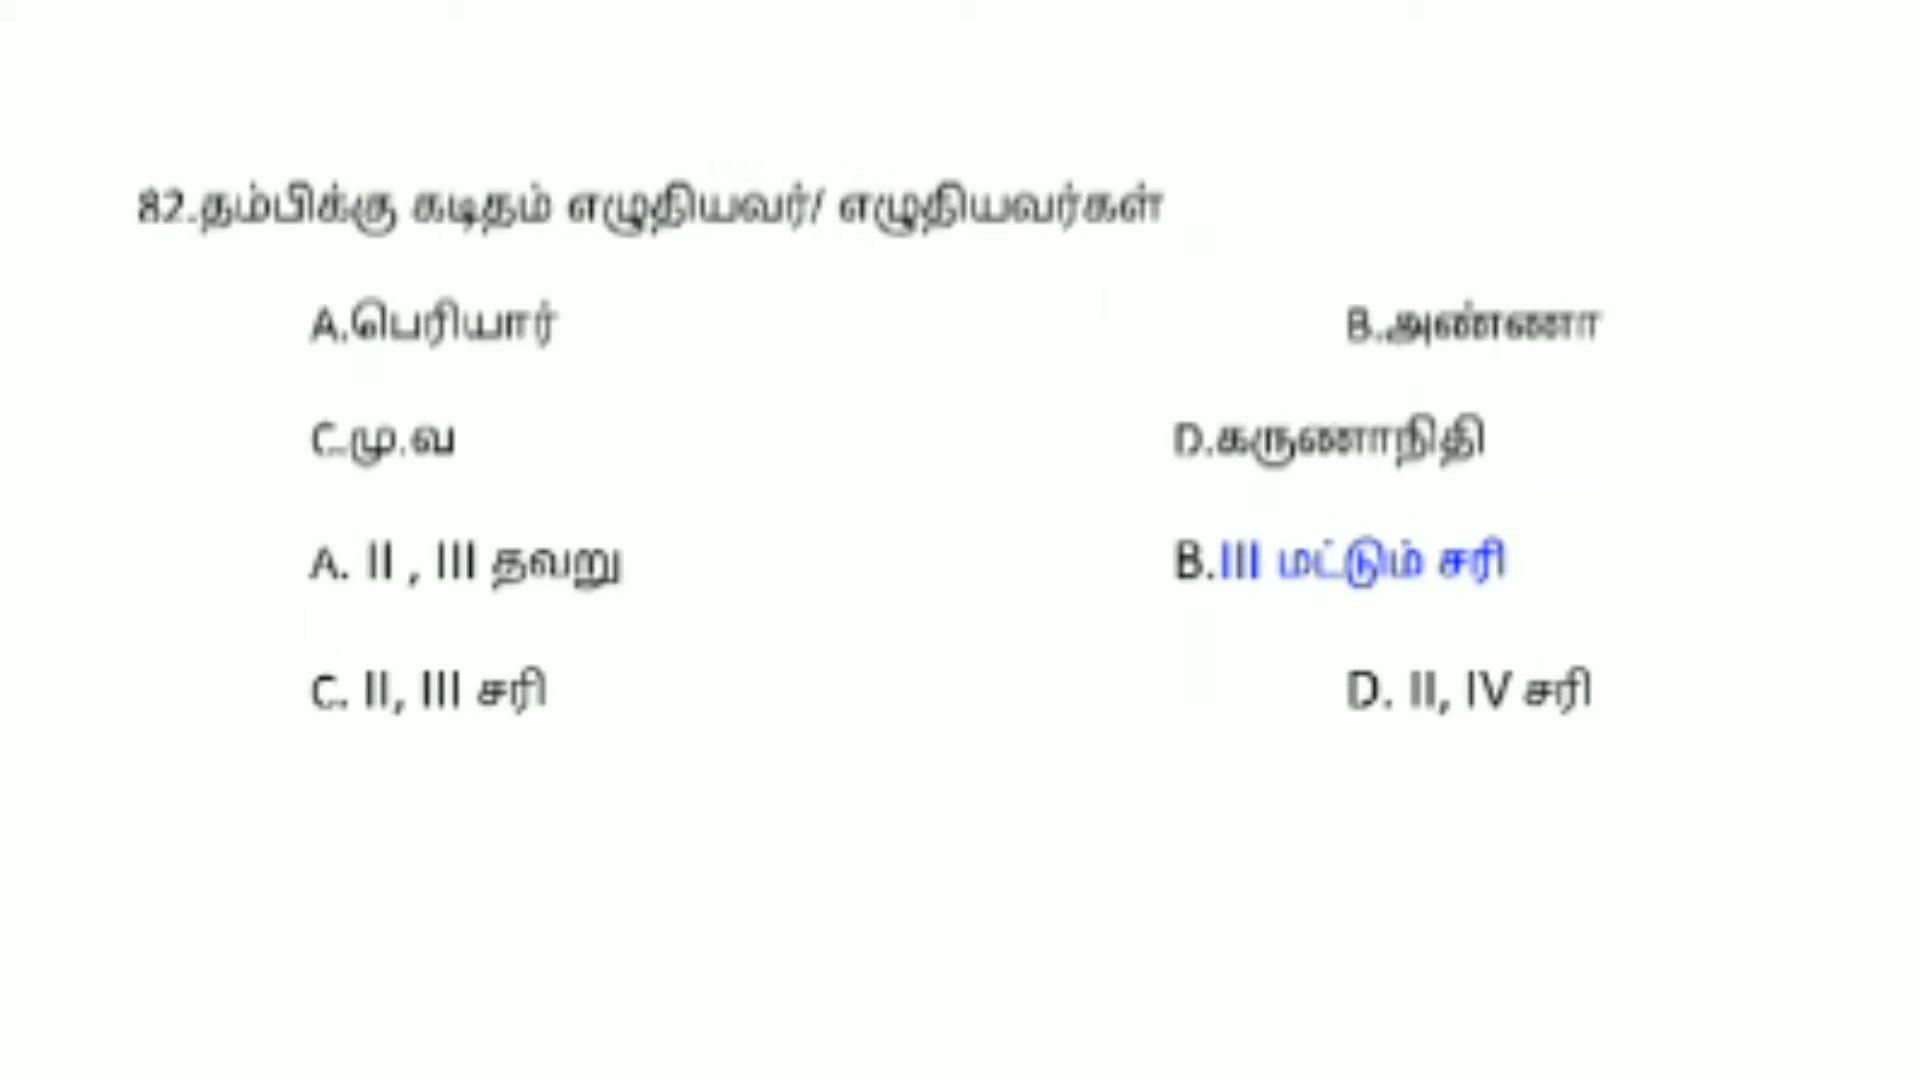 82.தம்பிக்கு கடிதம் எழுதியவர்/ எழுதியவர்கள்
A.பெரியார் B.அண்ணா
C.மு.வ D.கருணாநிதி
A. II , III தவறு B.III மட்டும் சரி
C. II, III சரி D. II, IV சரி